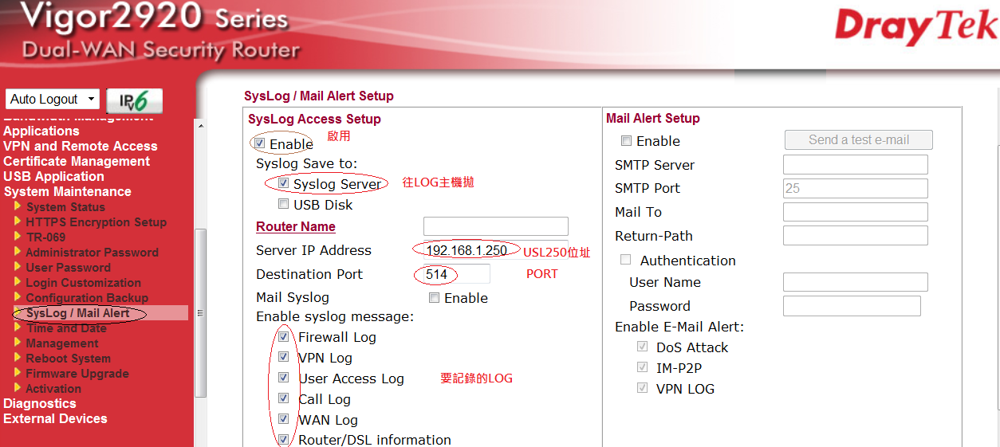 Vigor2920 Series
Dual-WAN Security Router
DrayTek
Auto Logout
IPv6
Bandwidth Management
Applications
VPN and Remote Access
Certificate Management
USB Application
System Maintenance
System Status
HTTPS Encryption Setup
TR-069
Administrator Password
User Password
Login Customization
Configuration Backup
SysLog / Mail Alert
Time and Date
Management
Reboot System
Firmware Upgrade
Activation
Diagnostics
External Devices
SysLog / Mail Alert Setup
SysLog Access Setup
Enable 啟用
Syslog Save to:
Syslog Server 往LOG主機拋
USB Disk
Router Name
Server IP Address 192.168.1.250 USL250位址
Destination Port 514 PORT
Mail Syslog Enable
Enable syslog message:
Firewall Log
VPN Log
User Access Log 要記錄的LOG
Call Log
WAN Log
Router/DSL information
Mail Alert Setup
Enable Send a test e-mail
SMTP Server
SMTP Port 25
Mail To
Return-Path
Authentication
User Name
Password
Enable E-Mail Alert:
DoS Attack
IM-P2P
VPN LOG